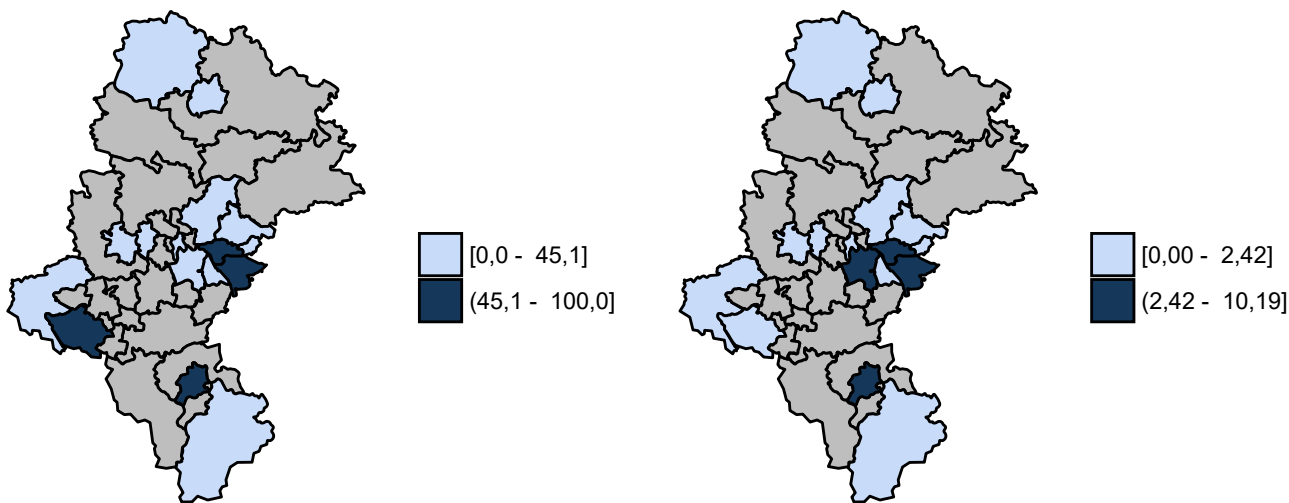 [0,0 - 45,1]
(45,1 - 100,0]
[0,00 - 2,42]
(2,42 - 10,19]